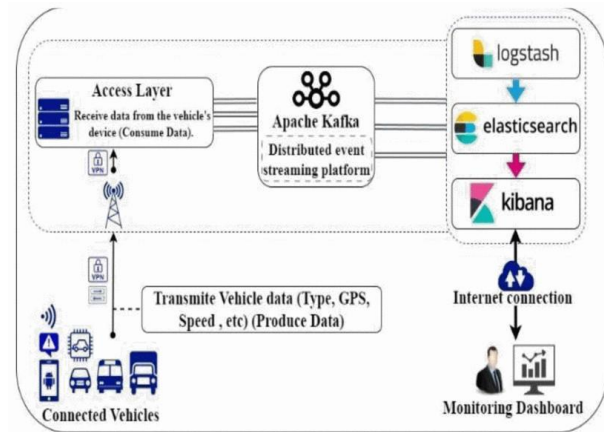 logstash
Access Layer
Receive data from the vehicle's
device (Consume Data).
Apache Kafka
Distributed event
streaming platform
elasticsearch
VPN
kibana
VPN
Transmite Vehicle data (Type, GPS,
Speed , etc) (Produce Data)
Internet connection
Connected Vehicles
Monitoring Dashboard